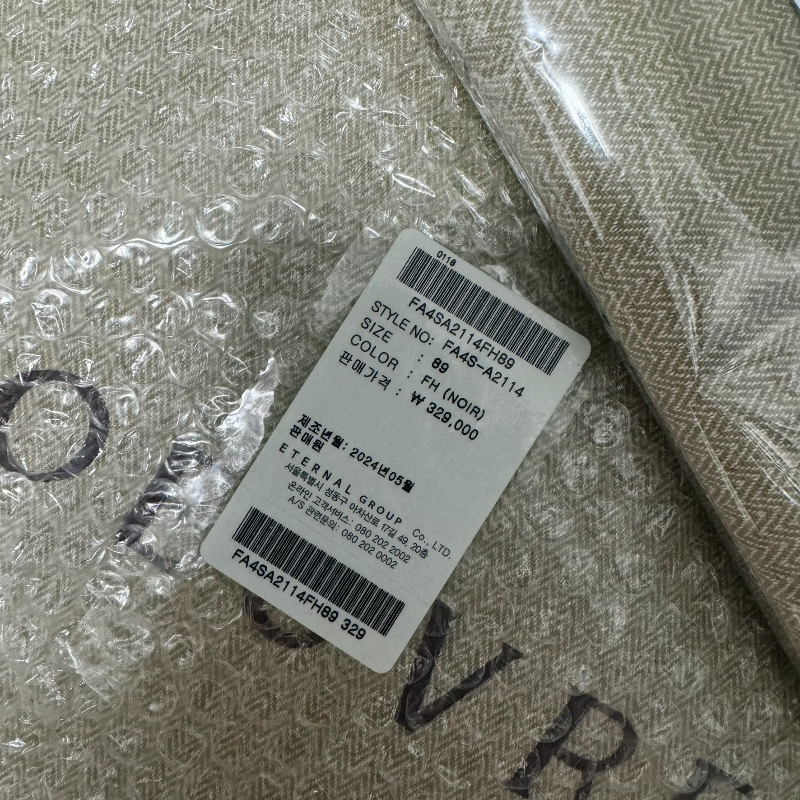 0116
FA4SA2114FH89
STYLE NO: FA4S-A2114
SIZE : 89
COLOR : FH (NOIR)
판매가격 : ₩ 329,000
제조년월: 2024년05월
판매원
ETERNAL GROUP Co., LTD.
서울특별시 성동구 아차산로 17길 49, 20층
온라인 고객서비스: 080 202 2002
A/S 관련문의: 080 202 0002
FA4SA2114FH89 329